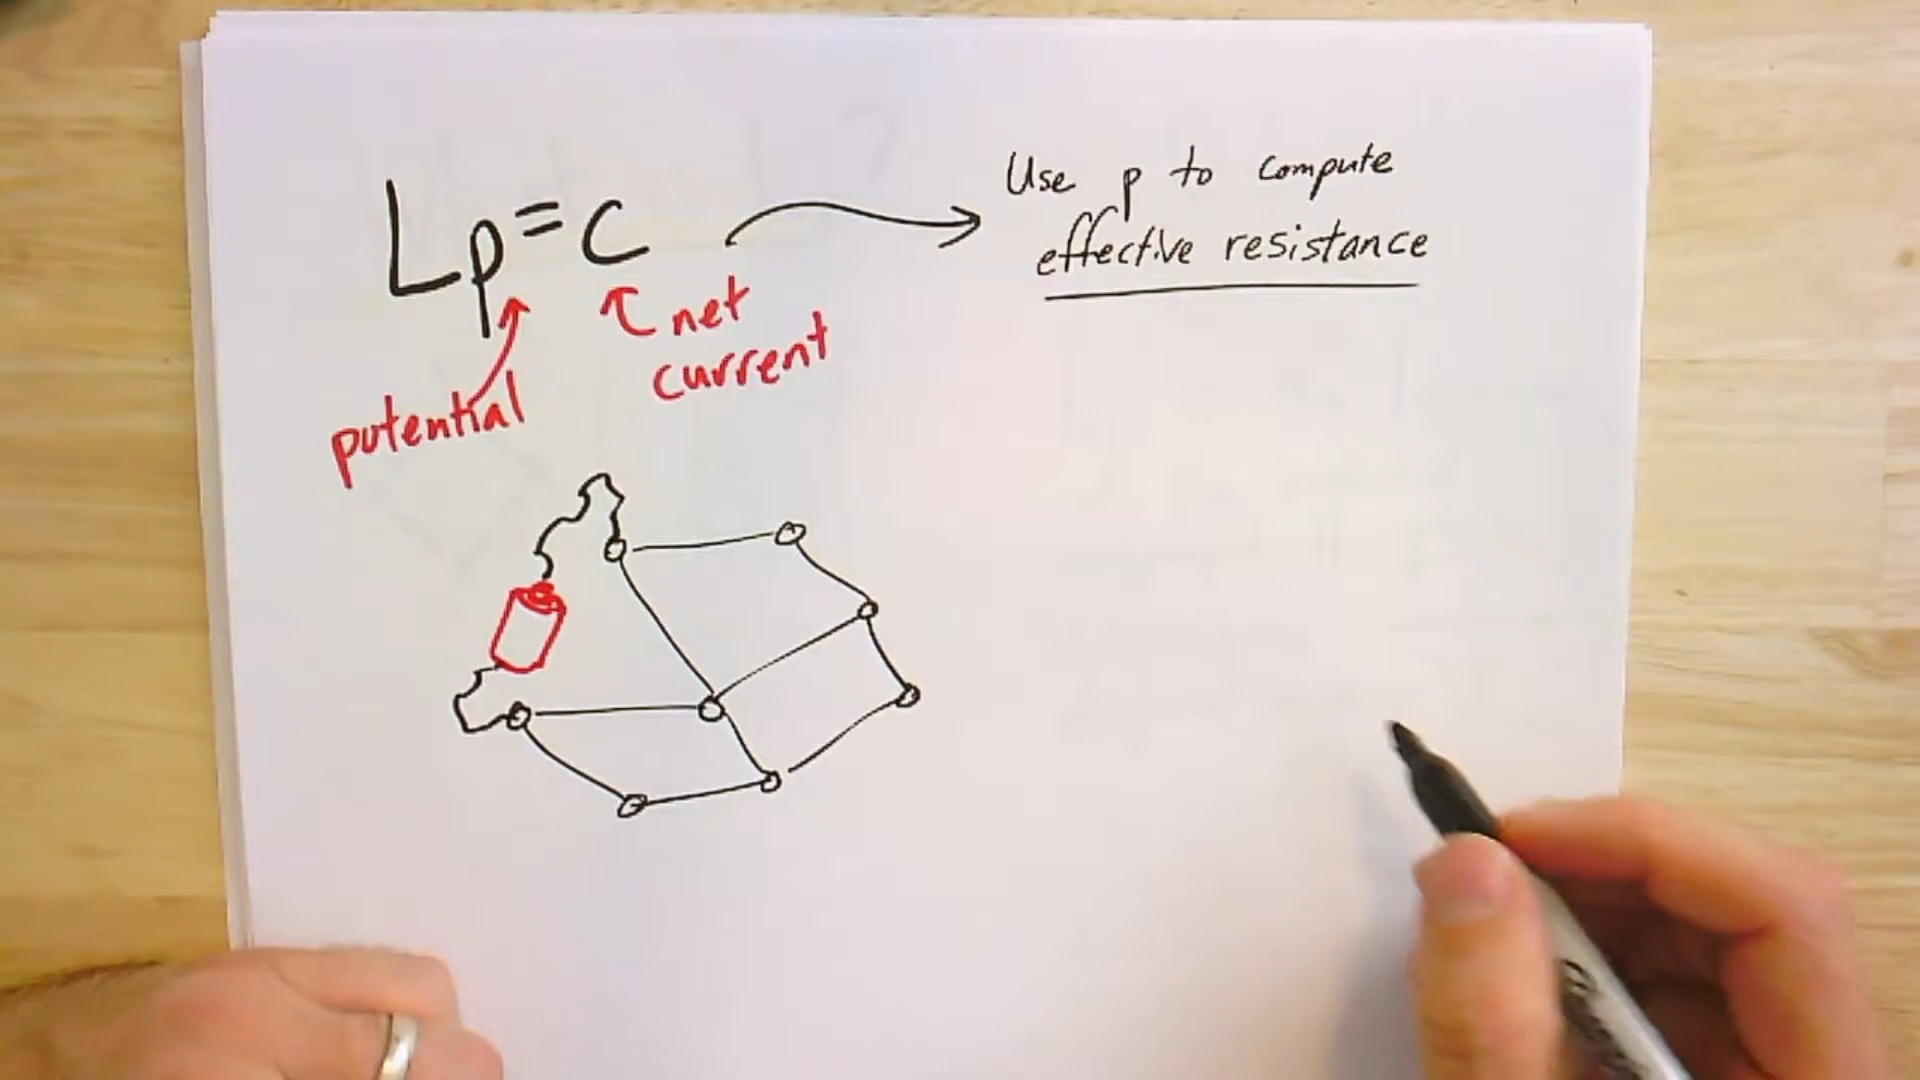 Lp=c
Use p to compute
effective resistance
net
current
potential